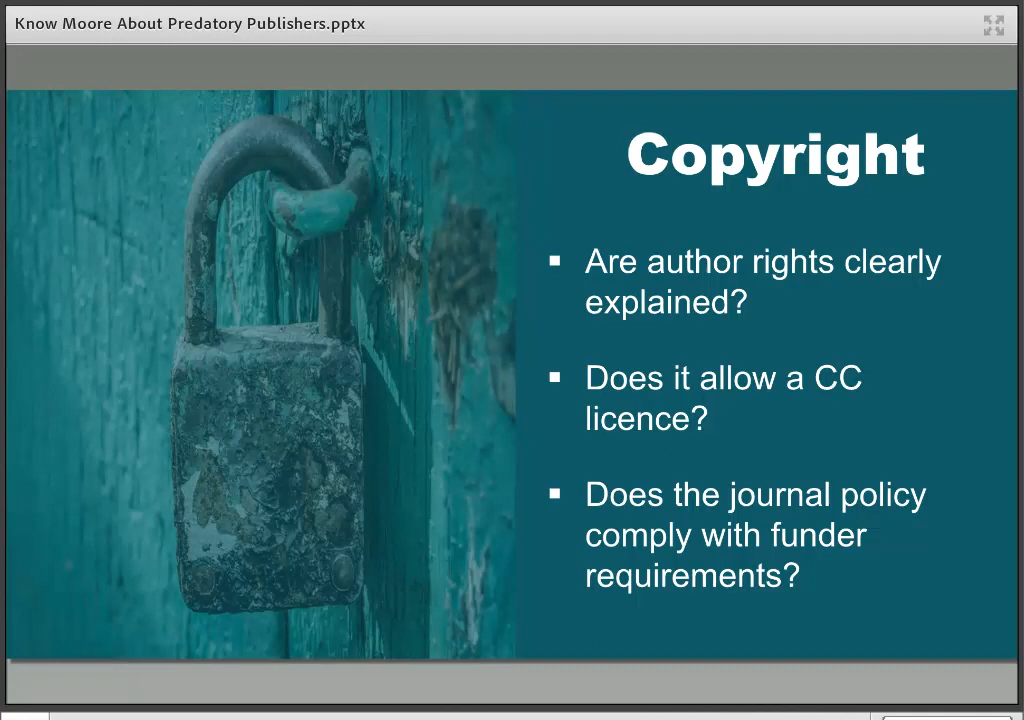 Know Moore About Predatory Publishers.pptx
Copyright
▪ Are author rights clearly
explained?
▪ Does it allow a CC
licence?
▪ Does the journal policy
comply with funder
requirements?